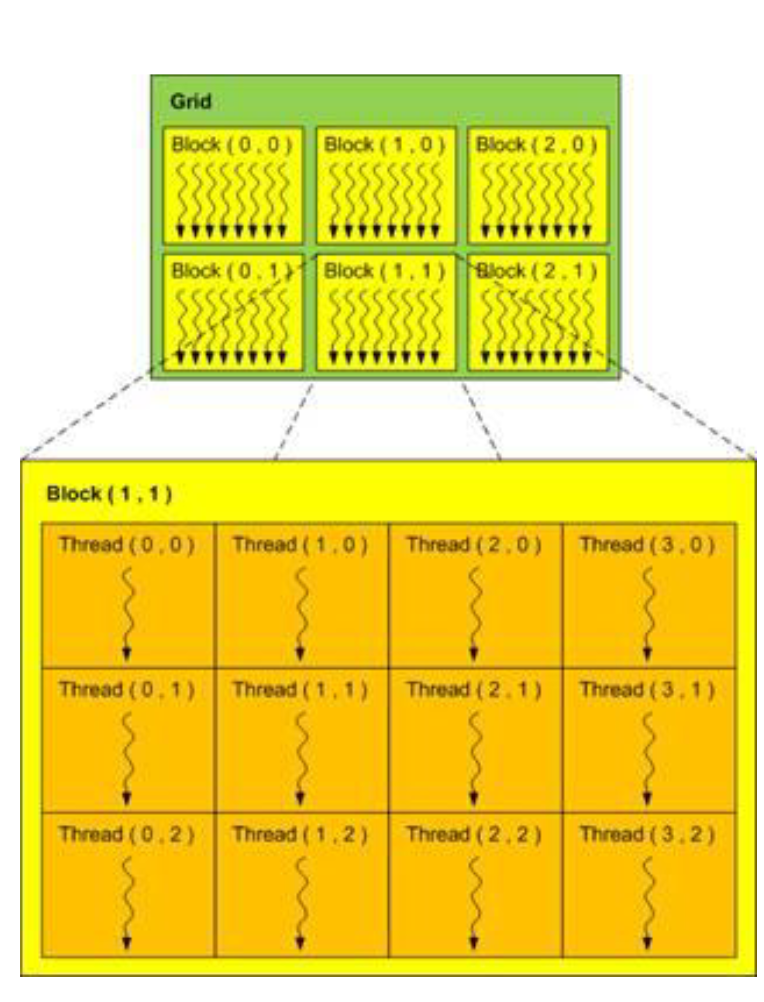 Grid
Block ( 0 , 0 ) Block ( 1 , 0 ) Block ( 2 , 0 )
Block ( 0 , 1 ) Block ( 1 , 1 ) Block ( 2 , 1 )
Block ( 1 , 1 )
Thread ( 0 , 0 ) Thread ( 1 , 0 ) Thread ( 2 , 0 ) Thread ( 3 , 0 )
Thread ( 0 , 1 ) Thread ( 1 , 1 ) Thread ( 2 , 1 ) Thread ( 3 , 1 )
Thread ( 0 , 2 ) Thread ( 1 , 2 ) Thread ( 2 , 2 ) Thread ( 3 , 2 )